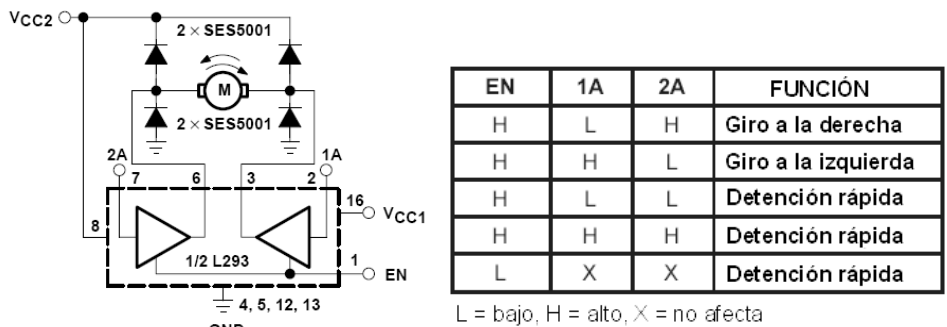 VCC2
2 × SES5001
M
2 × SES5001
2A
1A
7
6
3
2
16
VCC1
8
1/2 L293
1
EN
4, 5, 12, 13
EN 1A 2A FUNCIÓN
H L H Giro a la derecha
H H L Giro a la izquierda
H L L Detención rápida
H H H Detención rápida
L X X Detención rápida
L = bajo, H = alto, X = no afecta